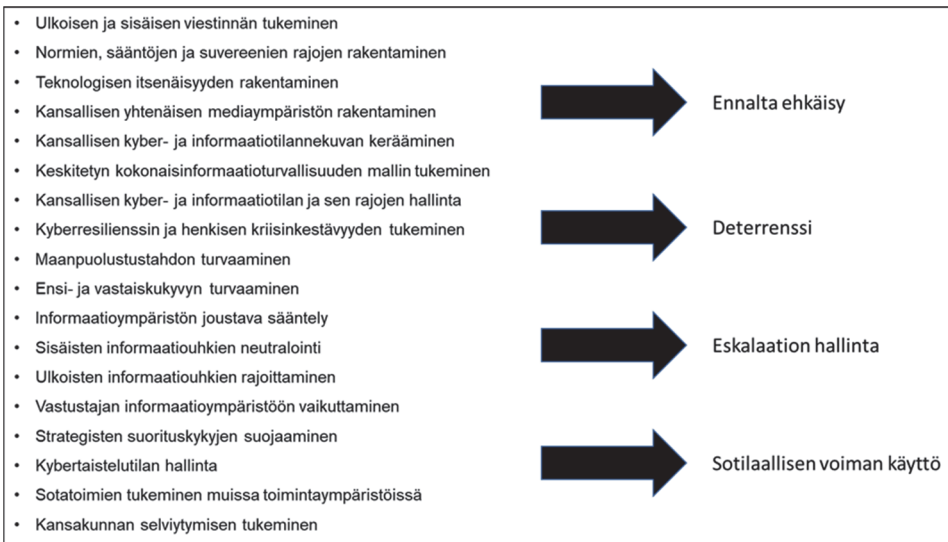 • Ulkoisen ja sisäisen viestinnän tukeminen
• Normien, sääntöjen ja suvereenien rajojen rakentaminen
• Teknologisen itsenäisyyden rakentaminen
• Kansallisen yhtenäisen mediaympäristön rakentaminen
• Kansallisen kyber- ja informaatiotilannekuvan kerääminen
• Keskitetyn kokonaisinformaatioturvallisuuden mallin tukeminen
• Kansallisen kyber- ja informaatiotilan ja sen rajojen hallinta
• Kyberresilienssin ja henkisen kriisinkestävyyden tukeminen
• Maanpuolustustahdon turvaaminen
• Ensi- ja vastaiskukyvyn turvaaminen
• Informaatioympäristön joustava sääntely
• Sisäisten informaatiouhkien neutralointi
• Ulkoisten informaatiouhkien rajoittaminen
• Vastustajan informaatioympäristöön vaikuttaminen
• Strategisten suorituskykyjen suojaaminen
• Kybertaistelutilan hallinta
• Sotatoimien tukeminen muissa toimintaympäristöissä
• Kansakunnan selviytymisen tukeminen
Ennalta ehkäisy
Deterrenssi
Eskalaation hallinta
Sotilaallisen voiman käyttö